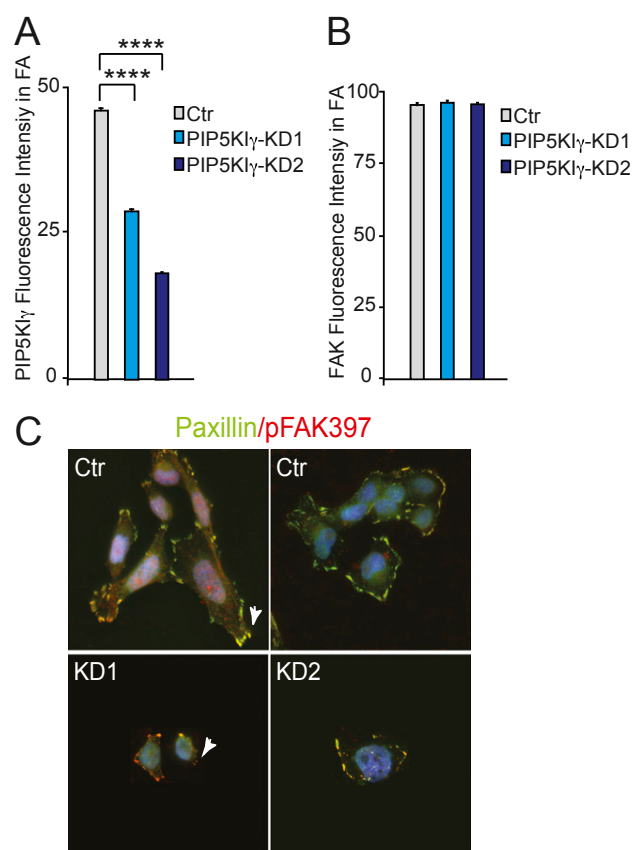 A
PIP5KIγ Fluorescence Intensiy in FA
50
25
0
****
****
Ctr
PIP5KIγ-KD1
PIP5KIγ-KD2
B
FAK Fluorescence Intensiy in FA
100
75
50
25
0
Ctr
PIP5KIγ-KD1
PIP5KIγ-KD2
C
Paxillin/pFAK397
Ctr
Ctr
KD1
KD2